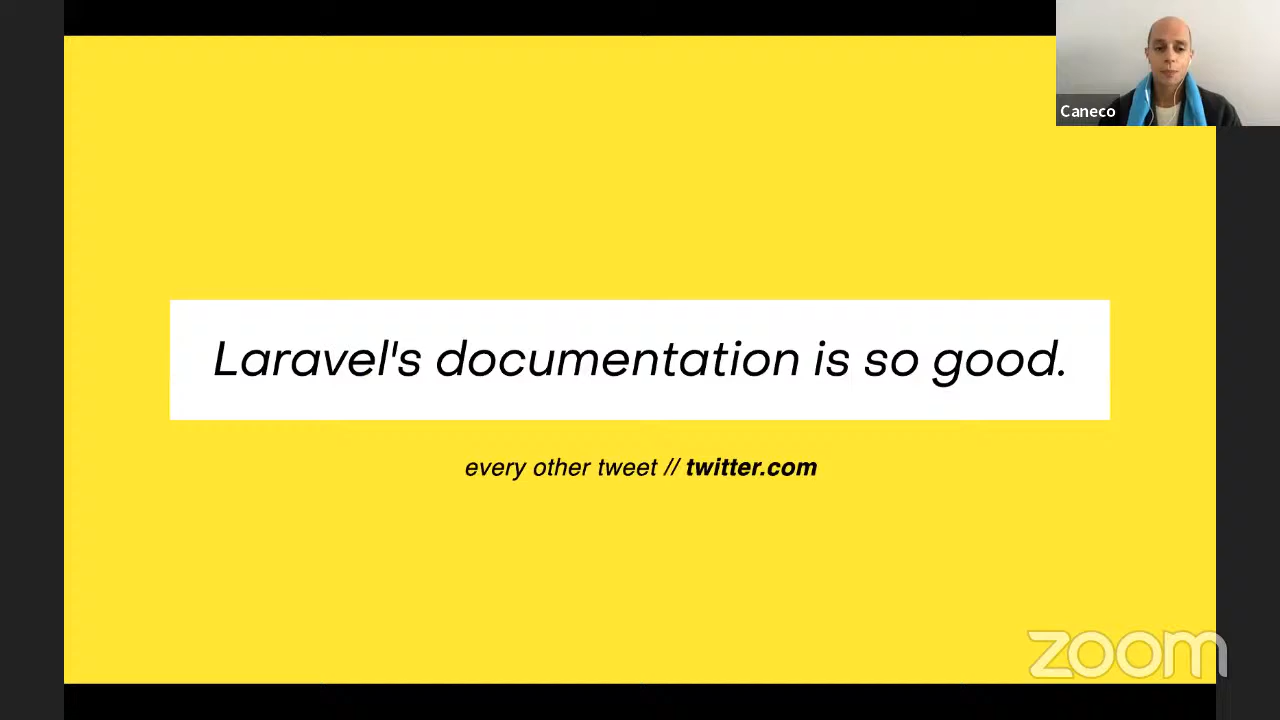 Caneco
Laravel's documentation is so good.
every other tweet // twitter.com
zoom